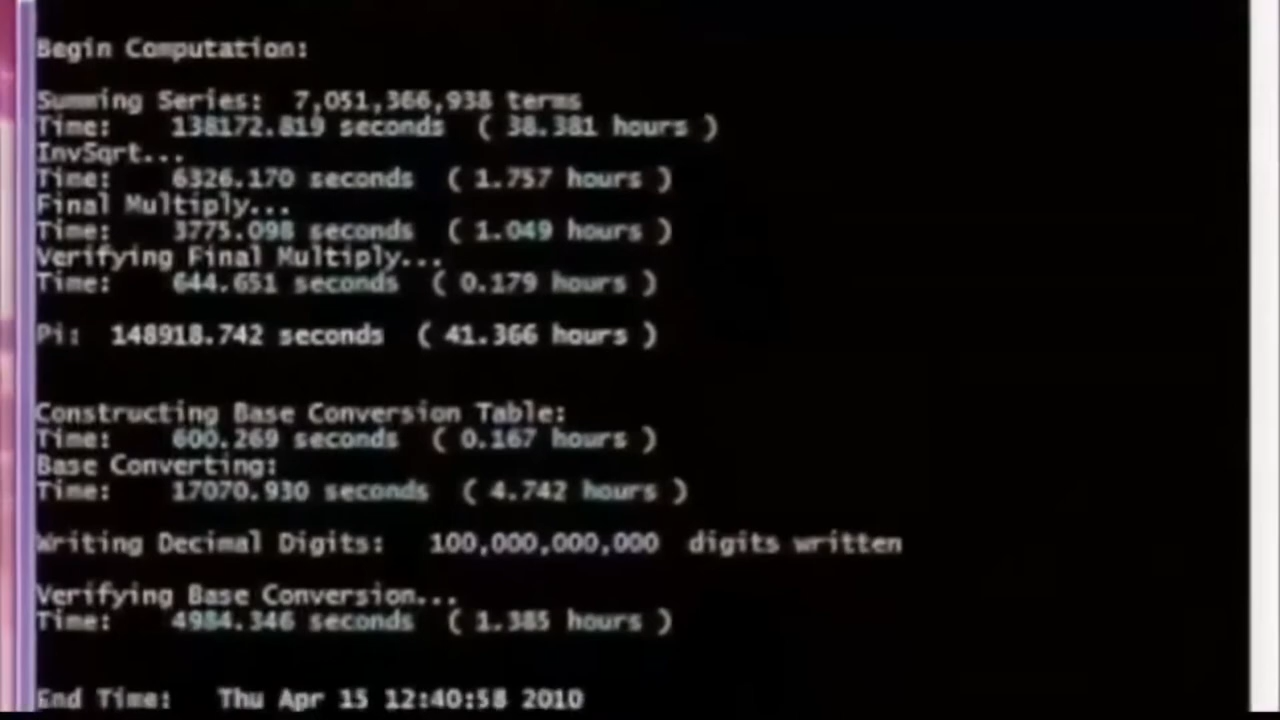 Begin Computation:
Summing Series:  7,051,366,938 terms
Time:    138172.819 seconds  ( 38.381 hours )
InvSqrt...
Time:    6326.170 seconds  ( 1.757 hours )
Final Multiply...
Time:    3775.098 seconds  ( 1.049 hours )
Verifying Final Multiply...
Time:    644.651 seconds  ( 0.179 hours )
Pi:  148918.742 seconds  ( 41.366 hours )
Constructing Base Conversion Table:
Time:    600.269 seconds  ( 0.167 hours )
Base Converting:
Time:    17070.930 seconds  ( 4.742 hours )
Writing Decimal Digits:   100,000,000,000  digits written
Verifying Base Conversion...
Time:    4984.346 seconds  ( 1.385 hours )
End Time:   Thu Apr 15 12:40:58 2010